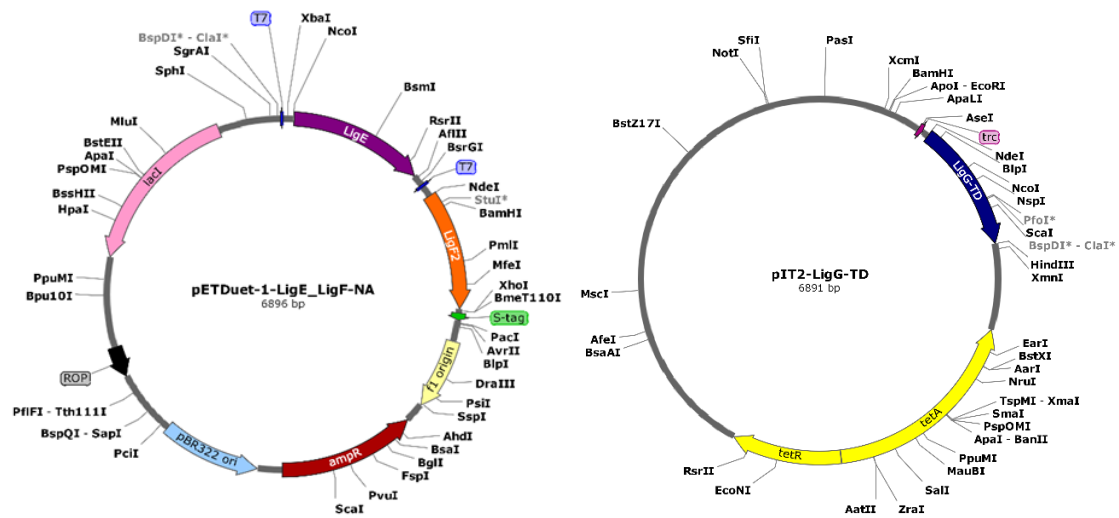 T7
XbaI
NcoI
BspDI* - ClaI*
SgrAI
SphI
BsmI
MluI
BstEII
ApaI
PspOMI
BssHII
HpaI
lacI
LigE
RsrII
AflII
BsrGI
T7
NdeI
StuI*
BamHI
LigF2
PmlI
MfeI
XhoI
BmeT110I
S-tag
PacI
AvrII
BlpI
f1 origin
DraIII
PsiI
SspI
AhdI
BsaI
BglI
FspI
PvuI
ScaI
ampR
pBR322 ori
PciI
BspQI - SapI
PflFI - Tth111I
ROP
Bpu10I
PpuMI
pETDuet-1-LigE_LigF-NA
6896 bp
PasI
SfiI
NotI
XcmI
BamHI
ApoI - EcoRI
ApaLI
AseI
trc
BstZ17I
NdeI
BlpI
LigG-TD
NcoI
NspI
PfoI*
ScaI
BspDI* - ClaI*
HindIII
XmnI
pIT2-LigG-TD
6891 bp
MscI
AfeI
BsaAI
EarI
BstXI
AarI
NruI
TspMI - XmaI
SmaI
PspOMI
ApaI - BanII
PpuMI
MauBI
SalI
ZraI
AatII
tetA
tetR
RsrII
EcoNI